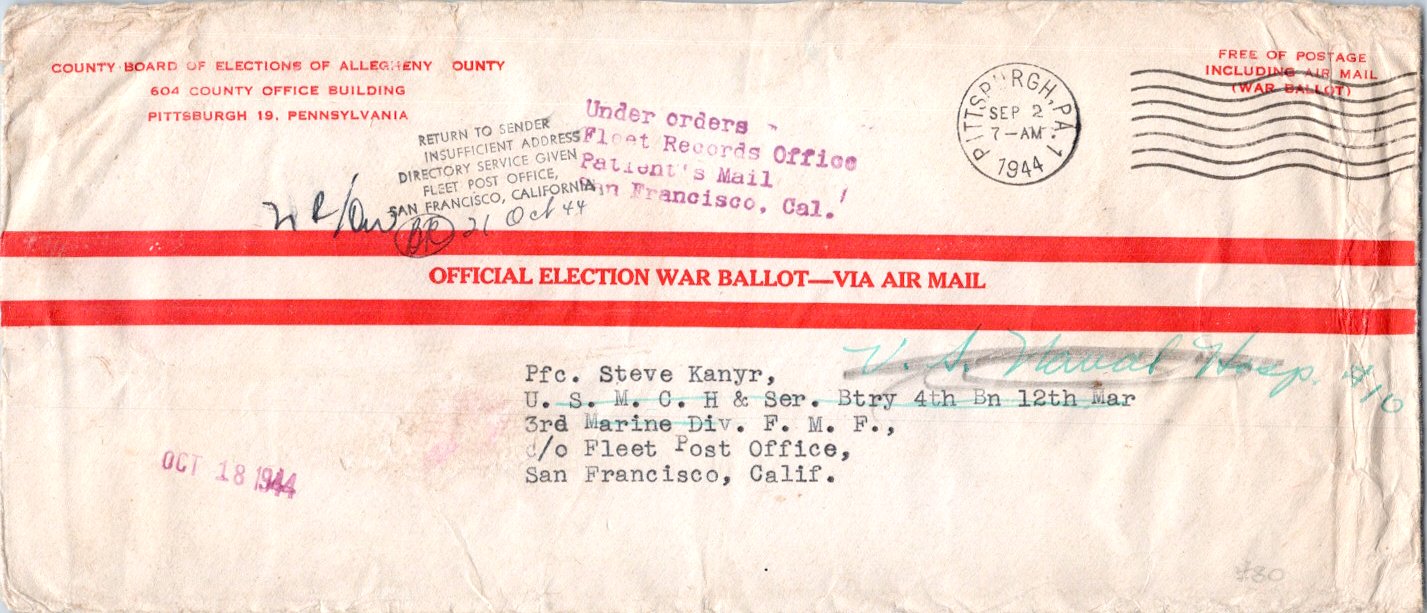 COUNTY BOARD OF ELECTIONS OF ALLEGHENY OUNTY
604 COUNTY OFFICE BUILDING
PITTSBURGH 19, PENNSYLVANIA
FREE OF POSTAGE
INCLUDING AIR MAIL
(WAR BALLOT)
PITTSBURGH, PA. 1
SEP 2
7-AM
1944
RETURN TO SENDER
INSUFFICIENT ADDRESS
DIRECTORY SERVICE GIVEN
FLEET POST OFFICE,
SAN FRANCISCO, CALIFORNIA
Under orders
Fleet Records Office
Patient's Mail
San Francisco, Cal.
BR 21 Oct 44
OFFICIAL ELECTION WAR BALLOT—VIA AIR MAIL
U. S. Naval Hosp. #10
Pfc. Steve Kanyr,
U. S. M. C. H & Ser. Btry 4th Bn 12th Mar
3rd Marine Div. F. M. F.,
c/o Fleet Post Office,
San Francisco, Calif.
OCT 18 1944